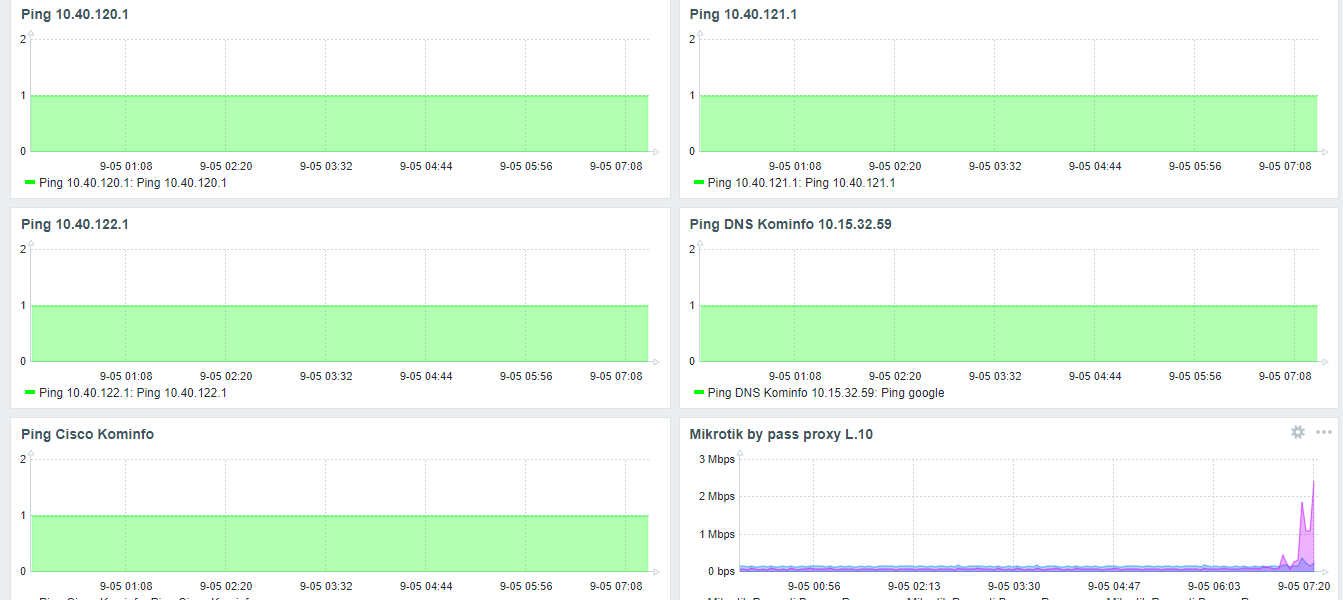 Ping 10.40.120.1
2
1
0
9-05 01:08 9-05 02:20 9-05 03:32 9-05 04:44 9-05 05:56 9-05 07:08
Ping 10.40.120.1: Ping 10.40.120.1
Ping 10.40.121.1
2
1
0
9-05 01:08 9-05 02:20 9-05 03:32 9-05 04:44 9-05 05:56 9-05 07:08
Ping 10.40.121.1: Ping 10.40.121.1
Ping 10.40.122.1
2
1
0
9-05 01:08 9-05 02:20 9-05 03:32 9-05 04:44 9-05 05:56 9-05 07:08
Ping 10.40.122.1: Ping 10.40.122.1
Ping DNS Kominfo 10.15.32.59
2
1
0
9-05 01:08 9-05 02:20 9-05 03:32 9-05 04:44 9-05 05:56 9-05 07:08
Ping DNS Kominfo 10.15.32.59: Ping google
Ping Cisco Kominfo
2
1
0
9-05 01:08 9-05 02:20 9-05 03:32 9-05 04:44 9-05 05:56 9-05 07:08
Mikrotik by pass proxy L.10
3 Mbps
2 Mbps
1 Mbps
0 bps
9-05 00:56 9-05 02:13 9-05 03:30 9-05 04:47 9-05 06:03 9-05 07:20